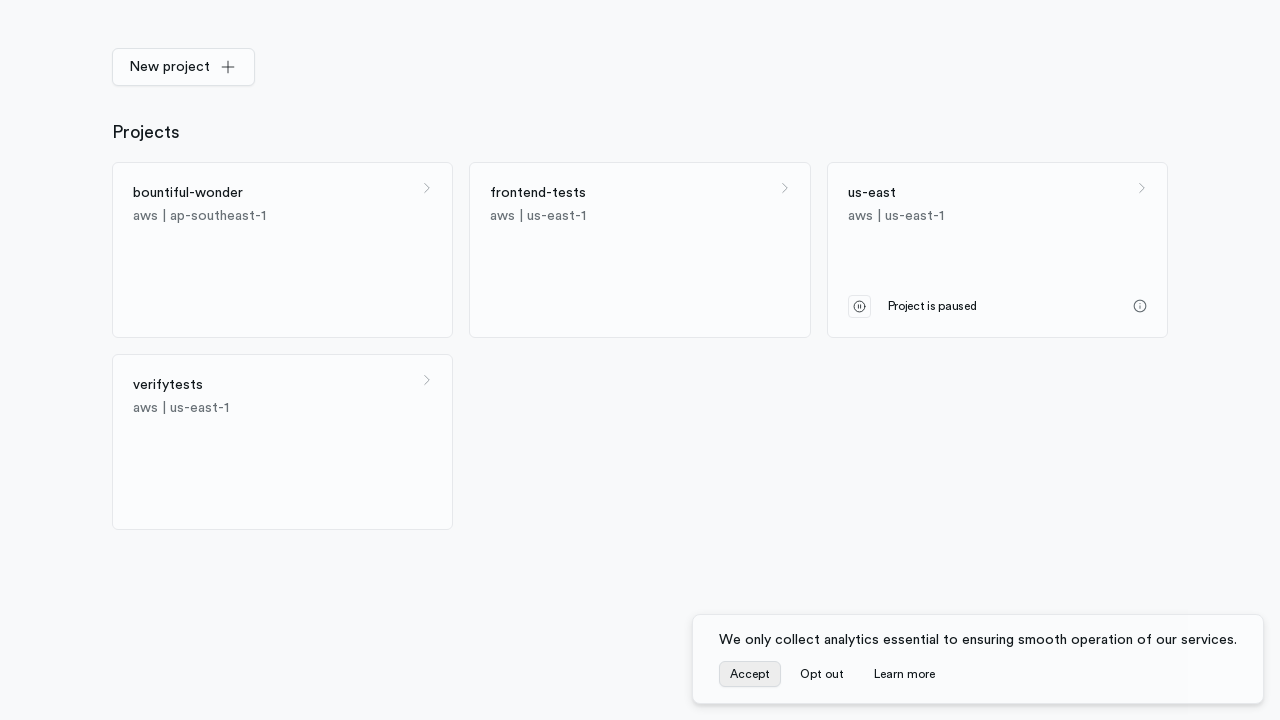 New project
Projects
bountiful-wonder
aws | ap-southeast-1
frontend-tests
aws | us-east-1
us-east
aws | us-east-1
Project is paused
verifytests
aws | us-east-1
We only collect analytics essential to ensuring smooth operation of our services.
Accept Opt out Learn more